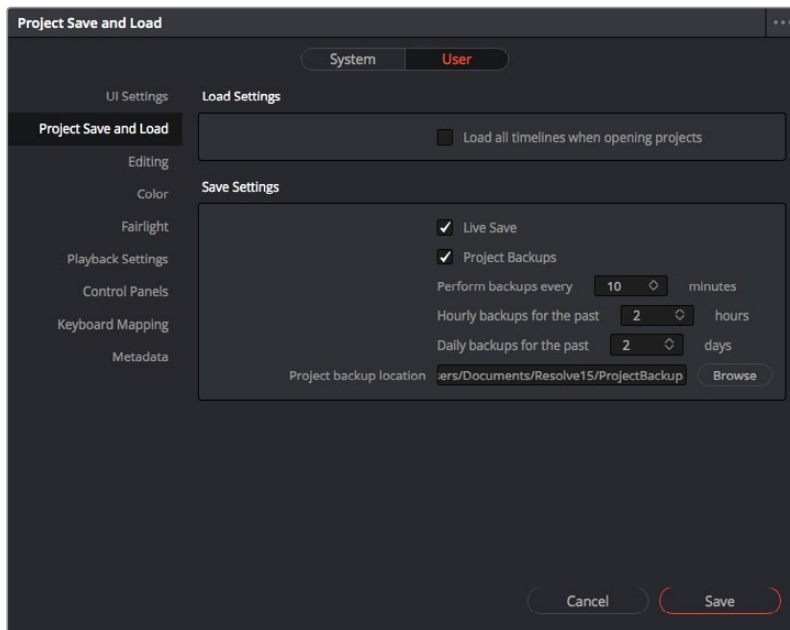 Project Save and Load
System
User
UI Settings
Project Save and Load
Editing
Color
Fairlight
Playback Settings
Control Panels
Keyboard Mapping
Metadata
Load Settings
Load all timelines when opening projects
Save Settings
Live Save
Project Backups
Perform backups every 10 minutes
Hourly backups for the past 2 hours
Daily backups for the past 2 days
Project backup location ers/Documents/Resolve15/ProjectBackup Browse
Cancel
Save